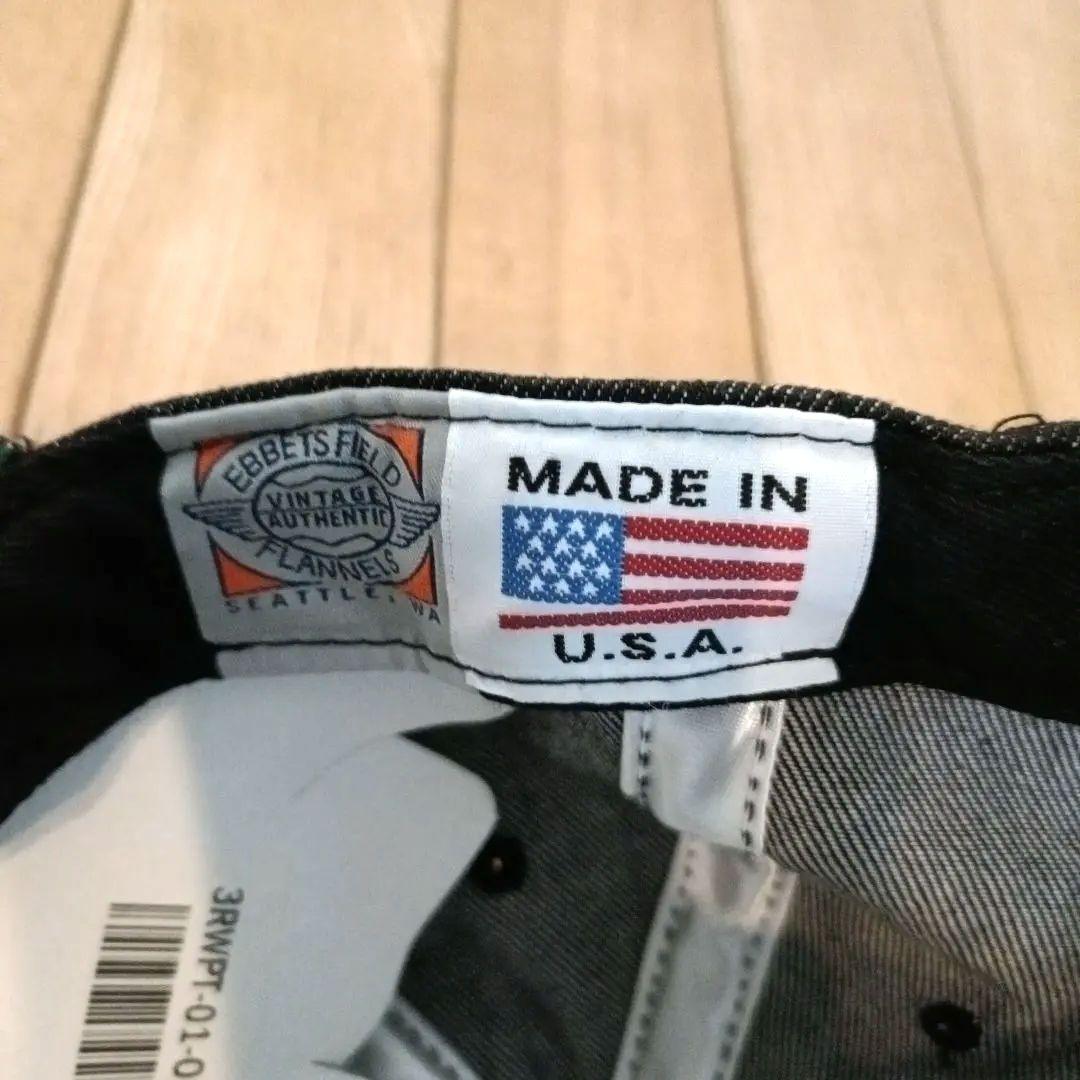 EBBETS FIELD
VINTAGE
AUTHENTIC
FLANNELS
SEATTLE, WA
MADE IN
U.S.A.
3RWPT-01-0